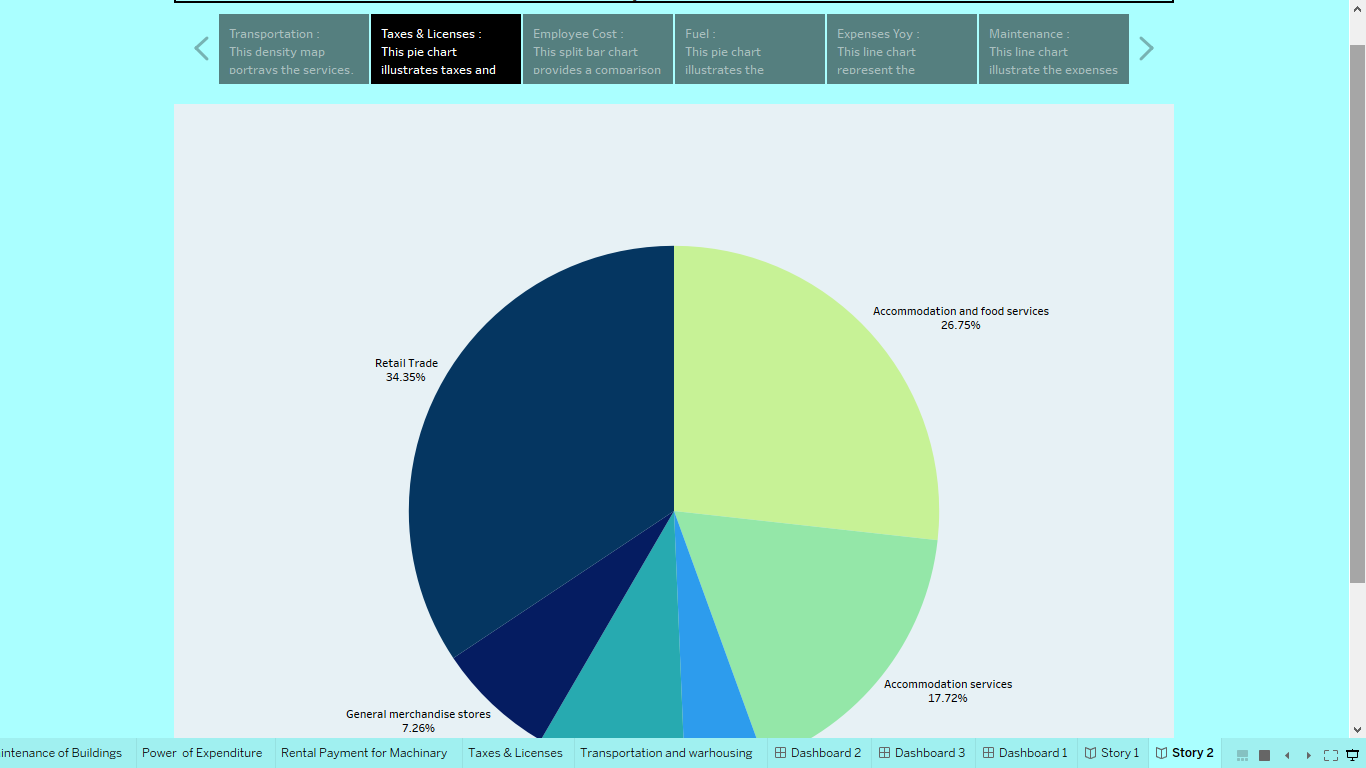 Transportation :
This density map
portrays the services,
Taxes & Licenses :
This pie chart
illustrates taxes and
Employee Cost :
This split bar chart
provides a comparison
Fuel :
This pie chart
illustrates the
Expenses Yoy :
This line chart
represent the
Maintenance :
This line chart
illustrate the expenses
Accommodation and food services
26.75%
Retail Trade
34.35%
Accommodation services
17.72%
General merchandise stores
7.26%
intenance of Buildings
Power of Expenditure
Rental Payment for Machinary
Taxes & Licenses
Transportation and warhousing
Dashboard 2
Dashboard 3
Dashboard 1
Story 1
Story 2